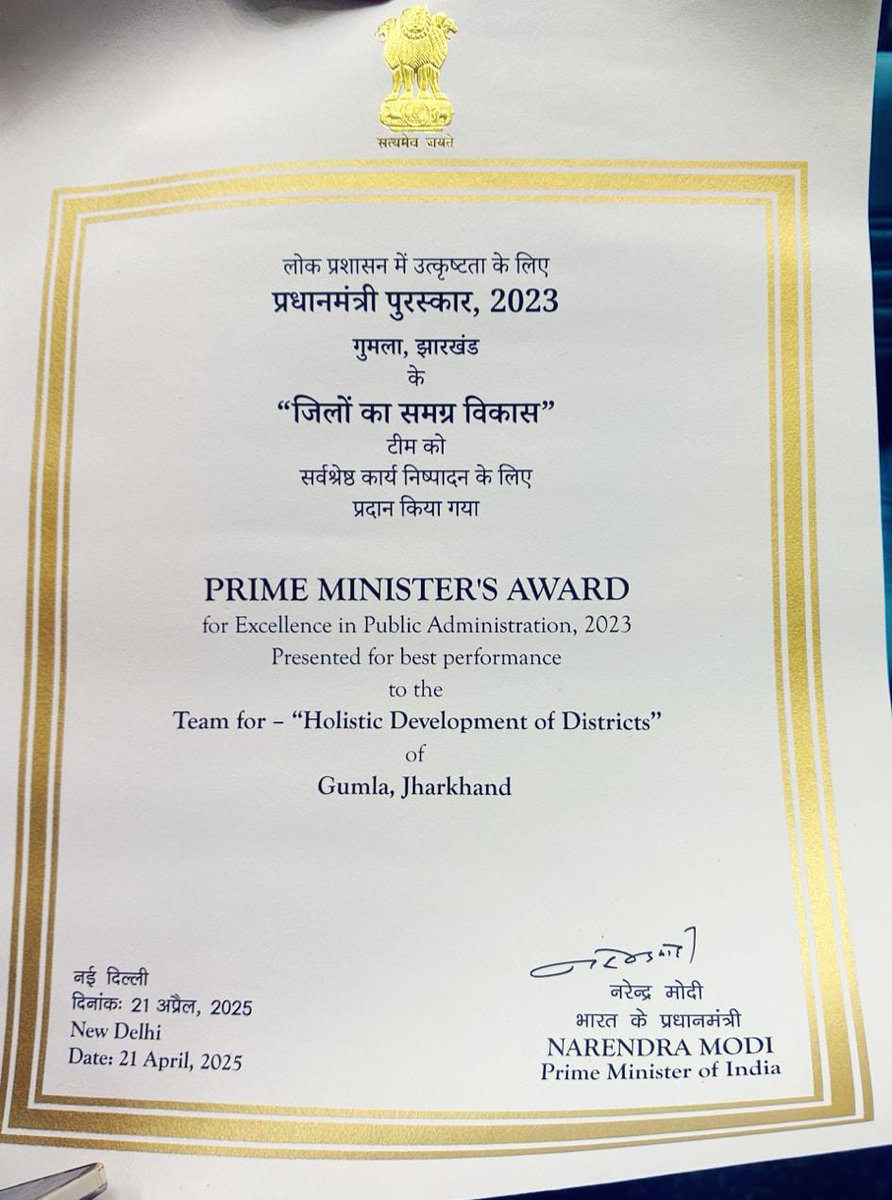 सत्यमेव जयते
लोक प्रशासन में उत्कृष्टता के लिए
प्रधानमंत्री पुरस्कार, 2023
गुमला, झारखंड
के
“जिलों का समग्र विकास”
टीम को
सर्वश्रेष्ठ कार्य निष्पादन के लिए
प्रदान किया गया
PRIME MINISTER'S AWARD
for Excellence in Public Administration, 2023
Presented for best performance
to the
Team for – “Holistic Development of Districts”
of
Gumla, Jharkhand
नई दिल्ली
दिनांकः 21 अप्रैल, 2025
New Delhi
Date: 21 April, 2025
नरेन्द्र मोदी
भारत के प्रधानमंत्री
NARENDRA MODI
Prime Minister of India